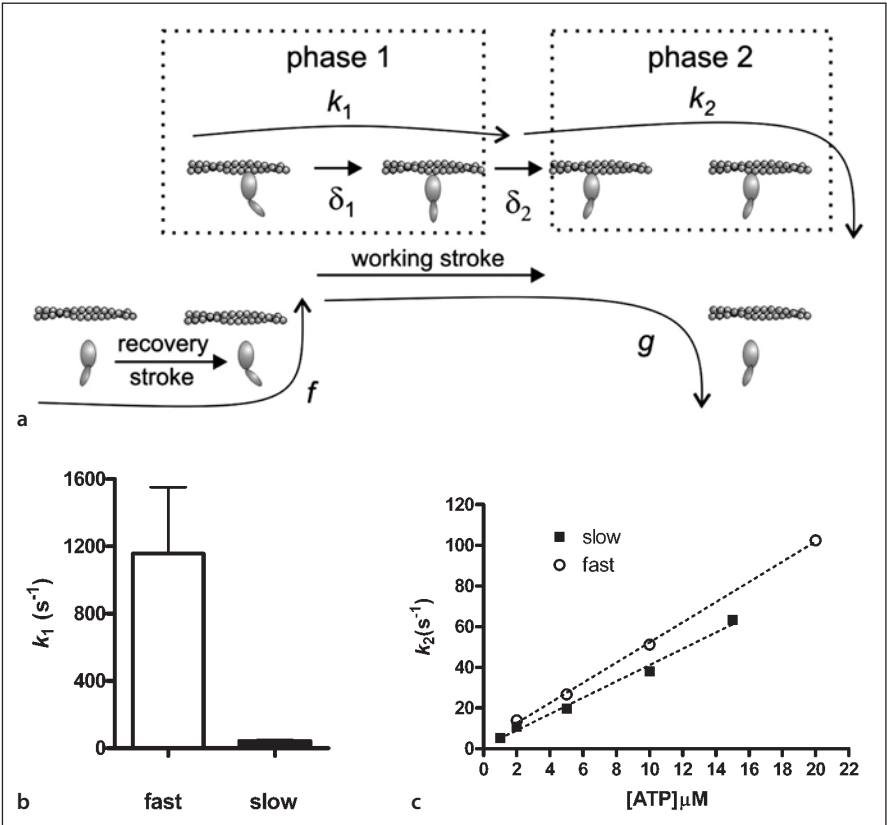 phase 1
phase 2
k1
k2
δ1
δ2
working stroke
recovery
stroke
f
g
a
1600
1200
800
400
0
k1 (s-1)
fast
slow
b
120
100
80
60
40
20
0
k2(s-1)
slow
fast
0 2 4 6 8 10 12 14 16 18 20 22
[ATP]μM
c